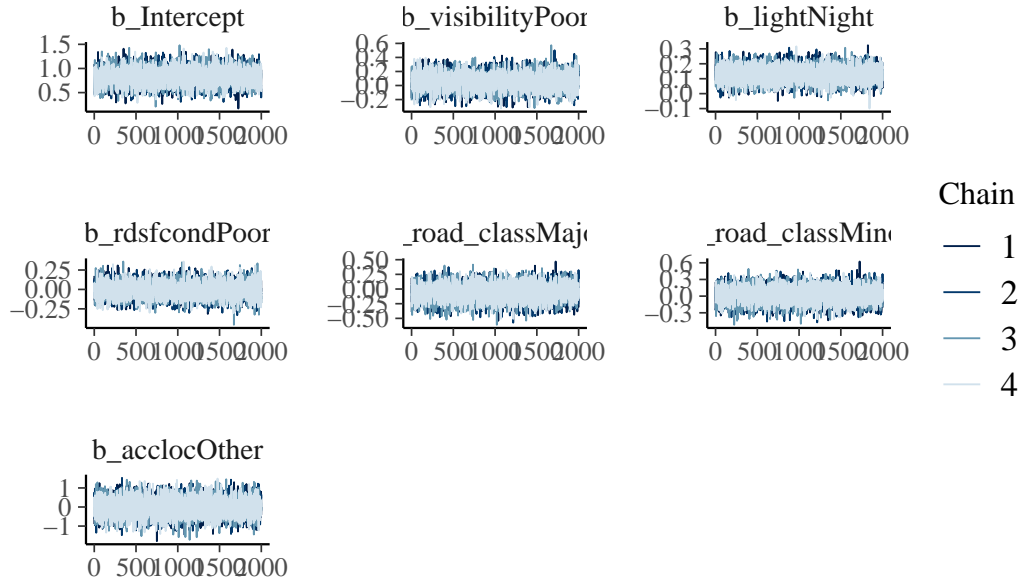 b_Intercept
1.5
1.0
0.5
0 500 1000 1500 2000
b_visibilityPoor
0.6
0.4
0.2
0.0
−0.2
0 500 1000 1500 2000
b_lightNight
0.3
0.2
0.1
0.0
−0.1
0 500 1000 1500 2000
b_rdsfcondPoor
0.25
0.00
−0.25
0 500 1000 1500 2000
_road_classMajo
0.50
0.25
0.00
−0.25
−0.50
0 500 1000 1500 2000
_road_classMino
0.6
0.3
0.0
−0.3
0 500 1000 1500 2000
b_acclocOther
1
0
−1
0 500 1000 1500 2000
Chain
1
2
3
4